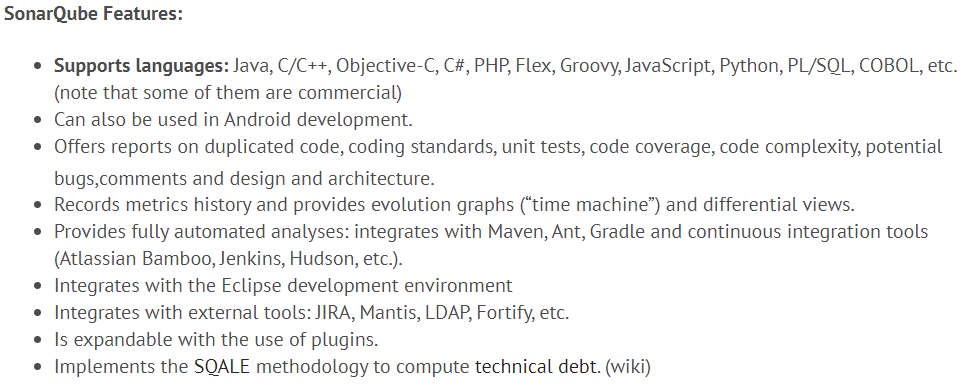 SonarQube Features:
Supports languages: Java, C/C++, Objective-C, C#, PHP, Flex, Groovy, JavaScript, Python, PL/SQL, COBOL, etc.
(note that some of them are commercial)
Can also be used in Android development.
Offers reports on duplicated code, coding standards, unit tests, code coverage, code complexity, potential
bugs,comments and design and architecture.
Records metrics history and provides evolution graphs (“time machine”) and differential views.
Provides fully automated analyses: integrates with Maven, Ant, Gradle and continuous integration tools
(Atlassian Bamboo, Jenkins, Hudson, etc.).
Integrates with the Eclipse development environment
Integrates with external tools: JIRA, Mantis, LDAP, Fortify, etc.
Is expandable with the use of plugins.
Implements the SQALE methodology to compute technical debt. (wiki)